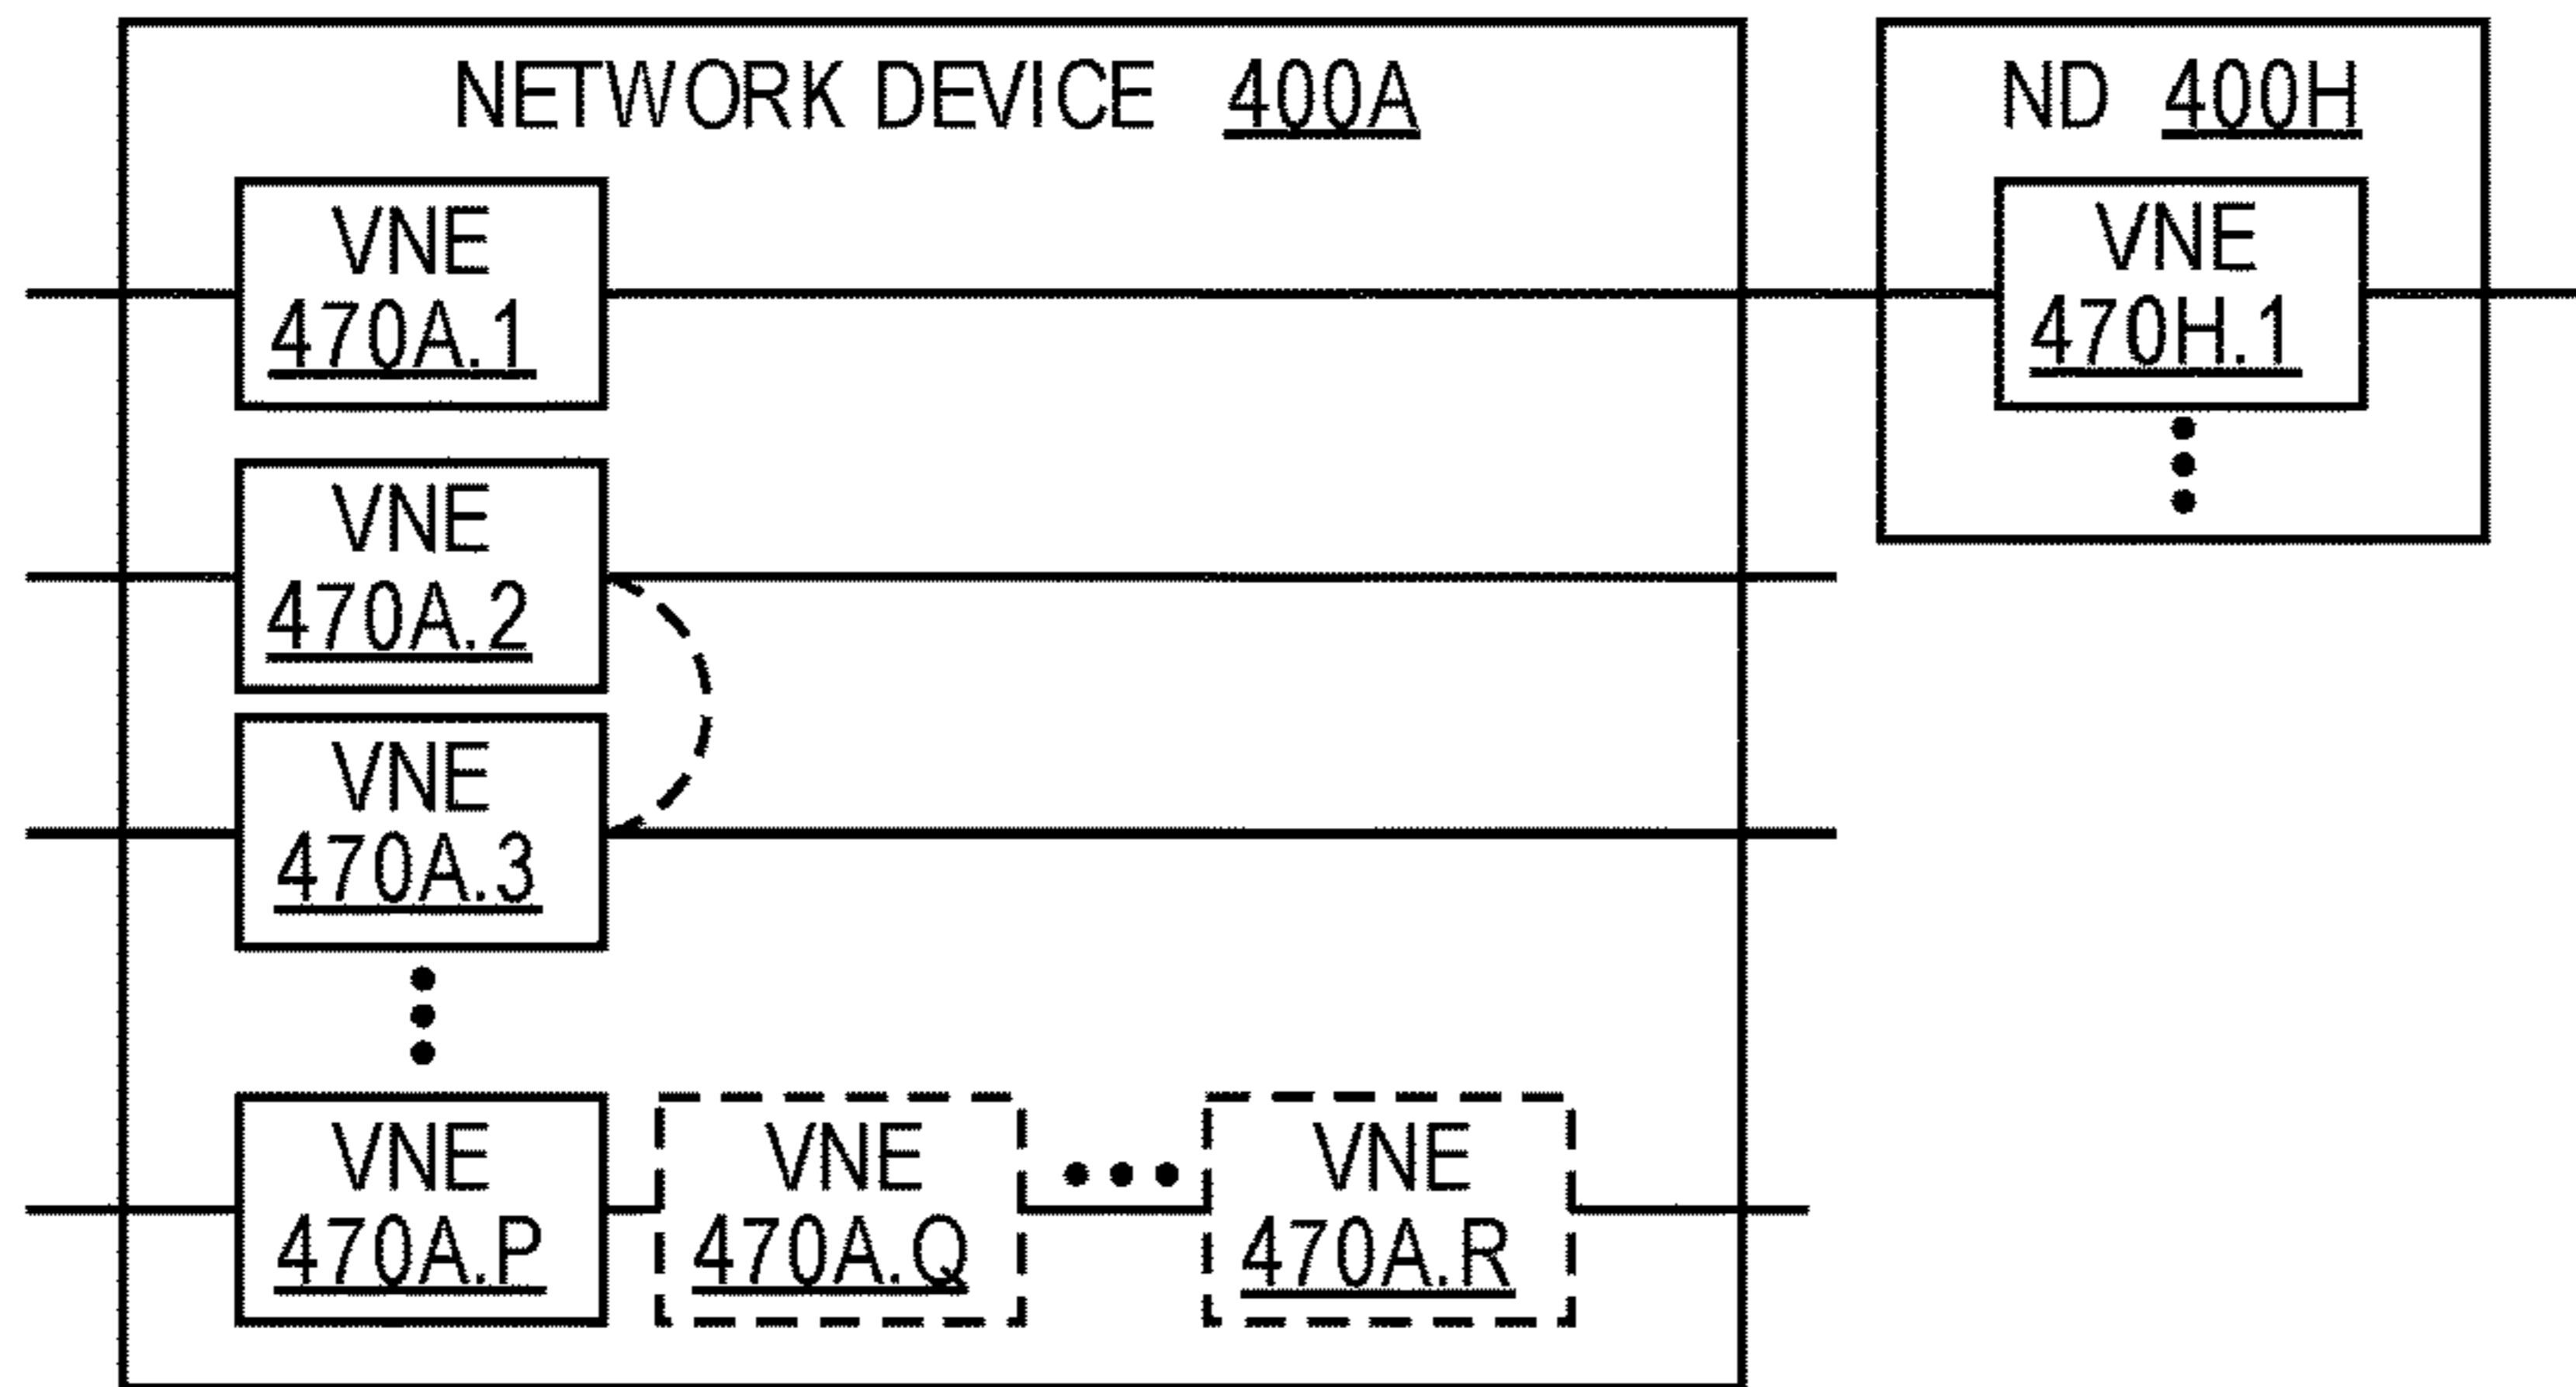 NETWORK DEVICE 400A
ND 400H
VNE
470A.1
VNE
470H.1
VNE
470A.2
VNE
470A.3
VNE
470A.P
VNE
470A.Q
VNE
470A.R